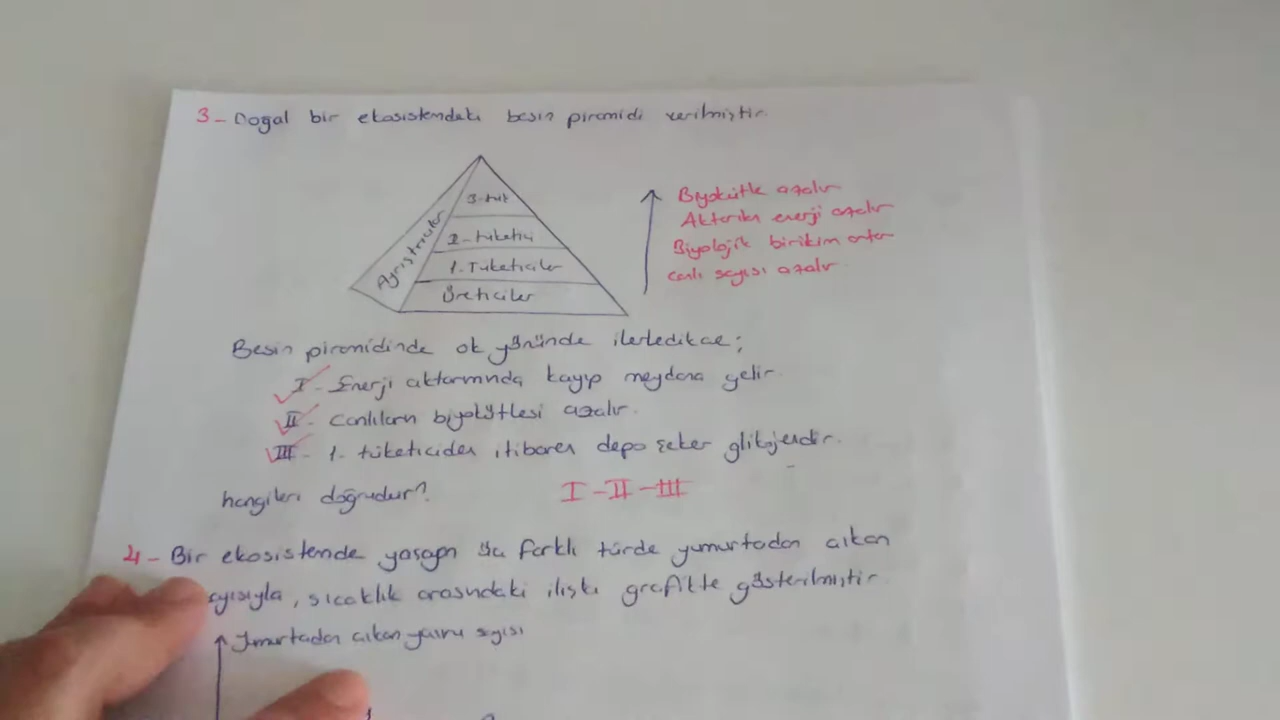 3- Doğal bir ekosistemdeki besin piramidi verilmiştir.
3-tük
2-tüketici
1. Tüketiciler
Üreticiler
Ayrıştırıcılar
Biyokütle azalır
Aktarılan enerji azalır
Biyolojik birikim artar
Canlı sayısı azalır
Besin piramidinde ok yönünde ilerledikçe;
I- Enerji aktarımında kayıp meydana gelir.
II- Canlıların biyokütlesi azalır.
III- 1. tüketiciden itibaren depo şeker glikojendir.
hangileri doğrudur?
I-II-III
4- Bir ekosistemde yaşayan farklı türde yumurtadan çıkan
sıcaklık arasındaki ilişki grafikte gösterilmiştir.
Yumurtadan çıkan yavru sayısı